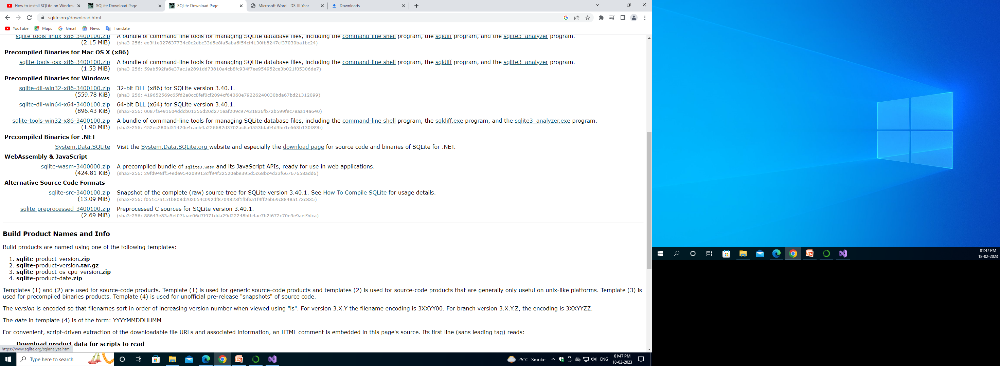 How to install SQLite on Window
SQLite Download Page
SQLite Download Page
Microsoft Word - DS-III Year
Downloads
sqlite.org/download.html
YouTube
Maps
Gmail
News
Translate
sqlite-tools-linux-x86-3400100.zip A bundle of command-line tools for managing SQLite database files, including the command-line shell program, the sqldiff program, and the sqlite3_analyzer program.
(2.15 MiB) (sha3-256: ee3f1e027637734c0c2dbc33d5e8fa5aba6f54cf4130fb8247cf37030ba1bc24)
Precompiled Binaries for Mac OS X (x86)
sqlite-tools-osx-x86-3400100.zip A bundle of command-line tools for managing SQLite database files, including the command-line shell program, the sqldiff program, and the sqlite3_analyzer program.
(1.53 MiB) (sha3-256: 59ab592fa6e37ac1a2891dd73810a4cb8fc934f7ee954952ce3b021f05306de7)
Precompiled Binaries for Windows
sqlite-dll-win32-x86-3400100.zip 32-bit DLL (x86) for SQLite version 3.40.1.
(559.78 KiB) (sha3-256: 419652569c65fd2a8cc8fef0cf2894cf64060e79226240030bda67bd21312099)
sqlite-dll-win64-x64-3400100.zip 64-bit DLL (x64) for SQLite version 3.40.1.
(896.43 KiB) (sha3-256: 0087fa491604ddcb01356d20d271eaf209c97431836fb72b599fec7eaa14a640)
sqlite-tools-win32-x86-3400100.zip A bundle of command-line tools for managing SQLite database files, including the command-line shell program, the sqldiff.exe program, and the sqlite3_analyzer.exe program.
(1.90 MiB) (sha3-256: 452ec280fd51420e4caeb4a226682d3702ac6a0553fda04d3be1e663b130f89b)
Precompiled Binaries for .NET
System.Data.SQLite Visit the System.Data.SQLite.org website and especially the download page for source code and binaries of SQLite for .NET.
WebAssembly & JavaScript
sqlite-wasm-3400000.zip A precompiled bundle of sqlite3.wasm and its JavaScript APIs, ready for use in web applications.
(424.81 KiB) (sha3-256: 29fd948ff54ede954209913cff94f32520ebe395d5c68bc4d33f66767658add6)
Alternative Source Code Formats
sqlite-src-3400100.zip Snapshot of the complete (raw) source tree for SQLite version 3.40.1. See How To Compile SQLite for usage details.
(13.09 MiB) (sha3-256: f051c7a151b808d202054c092df8709823f1fbfea1f9ff2eb69c8848a173c835)
sqlite-preprocessed-3400100.zip Preprocessed C sources for SQLite version 3.40.1.
(2.69 MiB) (sha3-256: 88643e83a5ef07faae06d7f971dda29d22248bfb4ae7b2f672c70e3e9aef9dca)
Build Product Names and Info
Build products are named using one of the following templates:
1. sqlite-product-version.zip
2. sqlite-product-version.tar.gz
3. sqlite-product-os-cpu-version.zip
4. sqlite-product-date.zip
Templates (1) and (2) are used for source-code products. Template (1) is used for generic source-code products and templates (2) is used for source-code products that are generally only useful on unix-like platforms. Template (3) is
used for precompiled binaries products. Template (4) is used for unofficial pre-release "snapshots" of source code.
The version is encoded so that filenames sort in order of increasing version number when viewed using "ls". For version 3.X.Y the filename encoding is 3XXYY00. For branch version 3.X.Y.Z, the encoding is 3XXYYZZ.
The date in template (4) is of the form: YYYYMMDDHHMM
For convenient, script-driven extraction of the downloadable file URLs and associated information, an HTML comment is embedded in this page's source. Its first line (sans leading tag) reads:
Download product data for scripts to read
https://www.sqlite.org/sqlanalyze.html
Type here to search
25°C Smoke
ENG
01:47 PM
18-02-2023
01:47 PM
18-02-2023